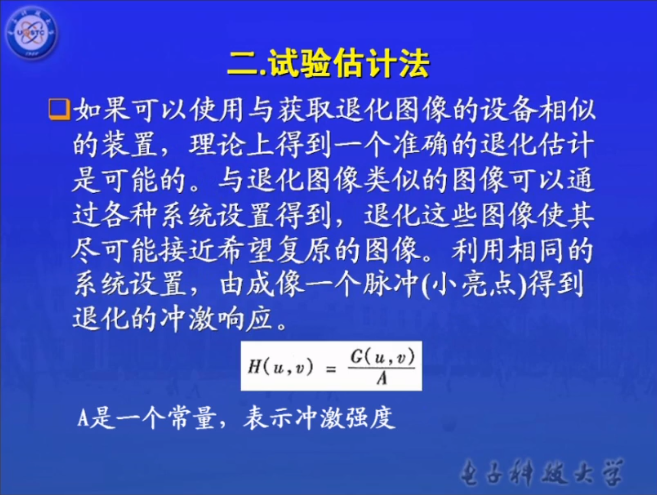 二.试验估计法
如果可以使用与获取退化图像的设备相似
的装置，理论上得到一个准确的退化估计
是可能的。与退化图像类似的图像可以通
过各种系统设置得到，退化这些图像使其
尽可能接近希望复原的图像。利用相同的
系统设置，由成像一个脉冲(小亮点)得到
退化的冲激响应。
H(u,v) = G(u,v)/A
A是一个常量，表示冲激强度
电子科技大学